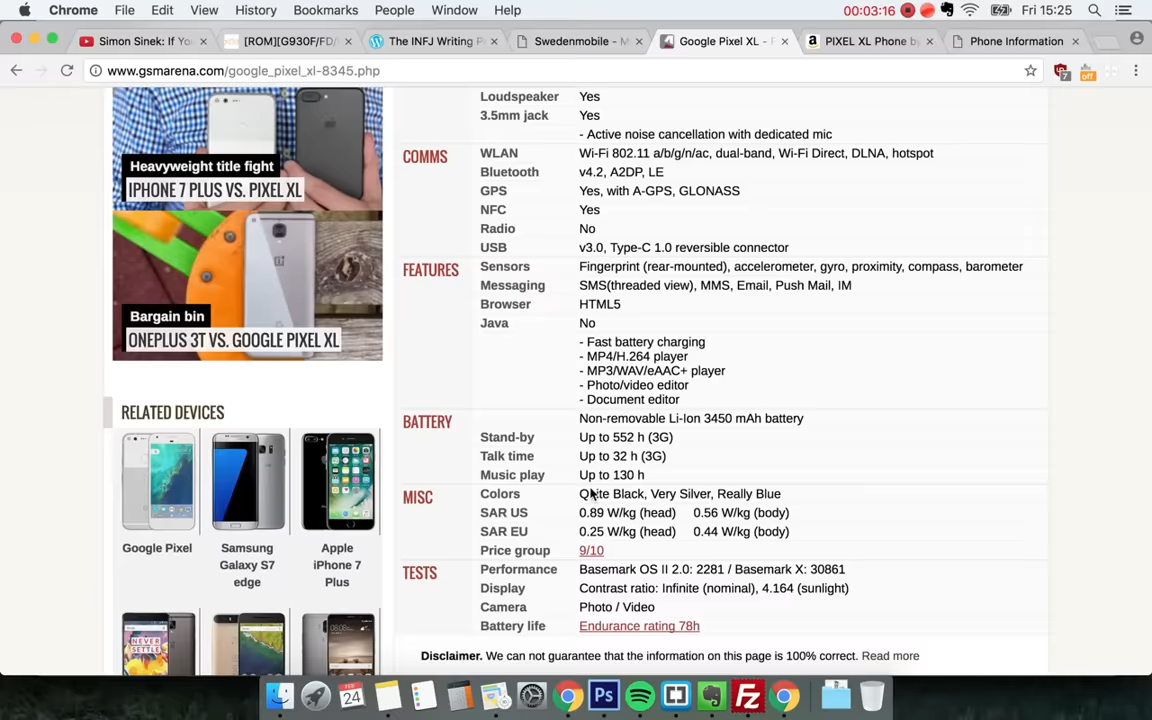 Chrome File Edit View History Bookmarks People Window Help 00:03:16 Fri 15:25
Simon Sinek: If You [ROM][G930F/FD/ The INFJ Writing P Swedenmobile - M Google Pixel XL - F PIXEL XL Phone by Phone Information
www.gsmarena.com/google_pixel_xl-8345.php
7 off
Loudspeaker Yes
3.5mm jack Yes
- Active noise cancellation with dedicated mic
COMMS WLAN Wi-Fi 802.11 a/b/g/n/ac, dual-band, Wi-Fi Direct, DLNA, hotspot
Bluetooth v4.2, A2DP, LE
GPS Yes, with A-GPS, GLONASS
NFC Yes
Radio No
USB v3.0, Type-C 1.0 reversible connector
FEATURES Sensors Fingerprint (rear-mounted), accelerometer, gyro, proximity, compass, barometer
Messaging SMS(threaded view), MMS, Email, Push Mail, IM
Browser HTML5
Java No
- Fast battery charging
- MP4/H.264 player
- MP3/WAV/eAAC+ player
- Photo/video editor
- Document editor
BATTERY Non-removable Li-Ion 3450 mAh battery
Stand-by Up to 552 h (3G)
Talk time Up to 32 h (3G)
Music play Up to 130 h
MISC Colors Quite Black, Very Silver, Really Blue
SAR US 0.89 W/kg (head) 0.56 W/kg (body)
SAR EU 0.25 W/kg (head) 0.44 W/kg (body)
Price group 9/10
TESTS Performance Basemark OS II 2.0: 2281 / Basemark X: 30861
Display Contrast ratio: Infinite (nominal), 4.164 (sunlight)
Camera Photo / Video
Battery life Endurance rating 78h
Disclaimer. We can not guarantee that the information on this page is 100% correct. Read more
Heavyweight title fight
IPHONE 7 PLUS VS. PIXEL XL
Bargain bin
ONEPLUS 3T VS. GOOGLE PIXEL XL
RELATED DEVICES
Google Pixel
Samsung Galaxy S7 edge
Apple iPhone 7 Plus
NEVER SETTLE
08:08
FEB 24
Ps
Fz